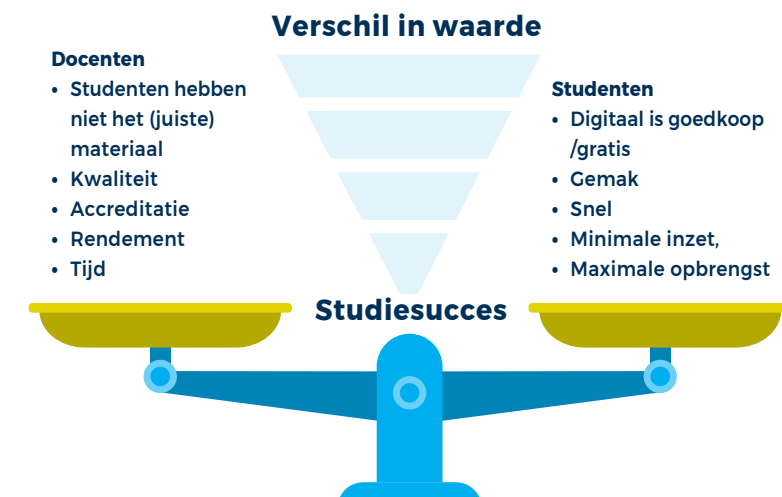 Verschil in waarde
Docenten
• Studenten hebben
niet het (juiste)
materiaal
• Kwaliteit
• Accreditatie
• Rendement
• Tijd
Studenten
• Digitaal is goedkoop
/gratis
• Gemak
• Snel
• Minimale inzet,
• Maximale opbrengst
Studiesucces